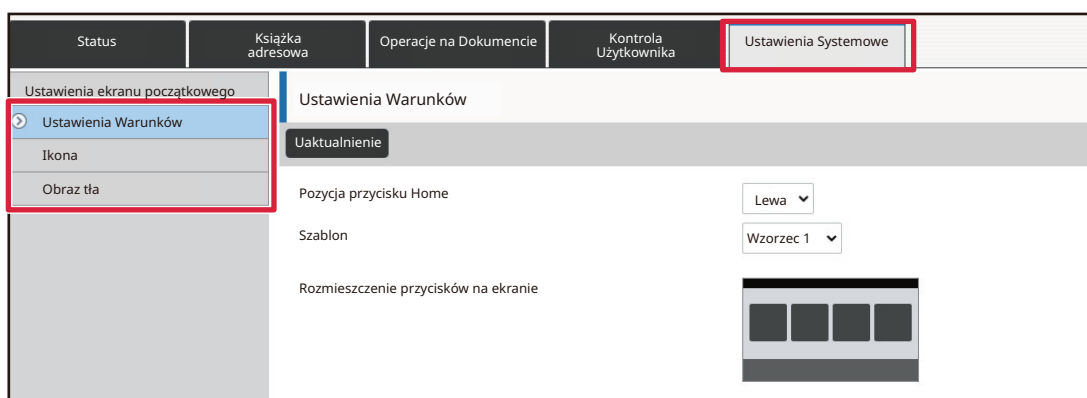 Status
Książka
adresowa
Operacje na Dokumencie
Kontrola
Użytkownika
Ustawienia Systemowe
Ustawienia ekranu początkowego
Ustawienia Warunków
Ikona
Obraz tła
Ustawienia Warunków
Uaktualnienie
Pozycja przycisku Home
Lewa
Szablon
Wzorzec 1
Rozmieszczenie przycisków na ekranie